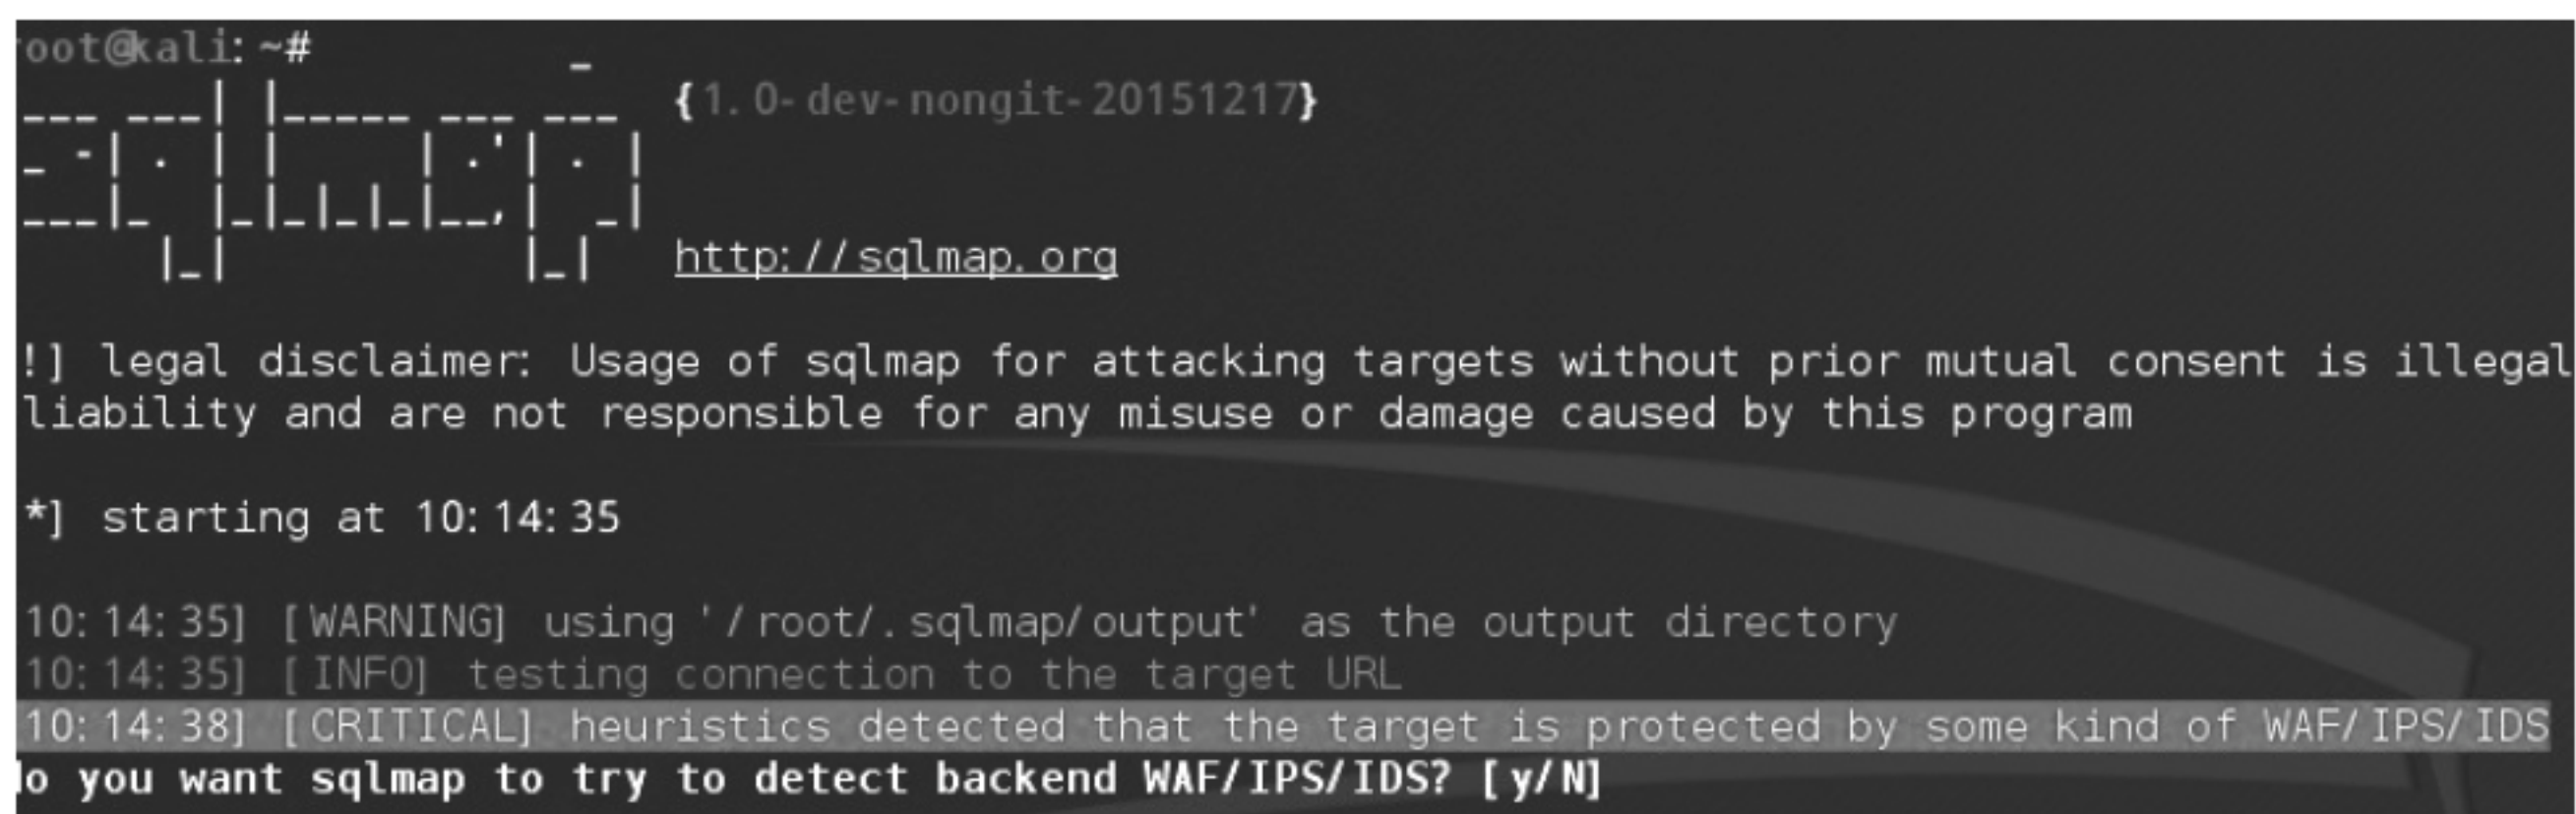 root@kali: ~#
{1.0-dev-nongit-20151217}
http://sqlmap.org
!] legal disclaimer: Usage of sqlmap for attacking targets without prior mutual consent is illegal
liability and are not responsible for any misuse or damage caused by this program
*] starting at 10:14:35
10:14:35] [WARNING] using '/root/.sqlmap/output' as the output directory
10:14:35] [INFO] testing connection to the target URL
10:14:38] [CRITICAL] heuristics detected that the target is protected by some kind of WAF/IPS/IDS
do you want sqlmap to try to detect backend WAF/IPS/IDS? [y/N]